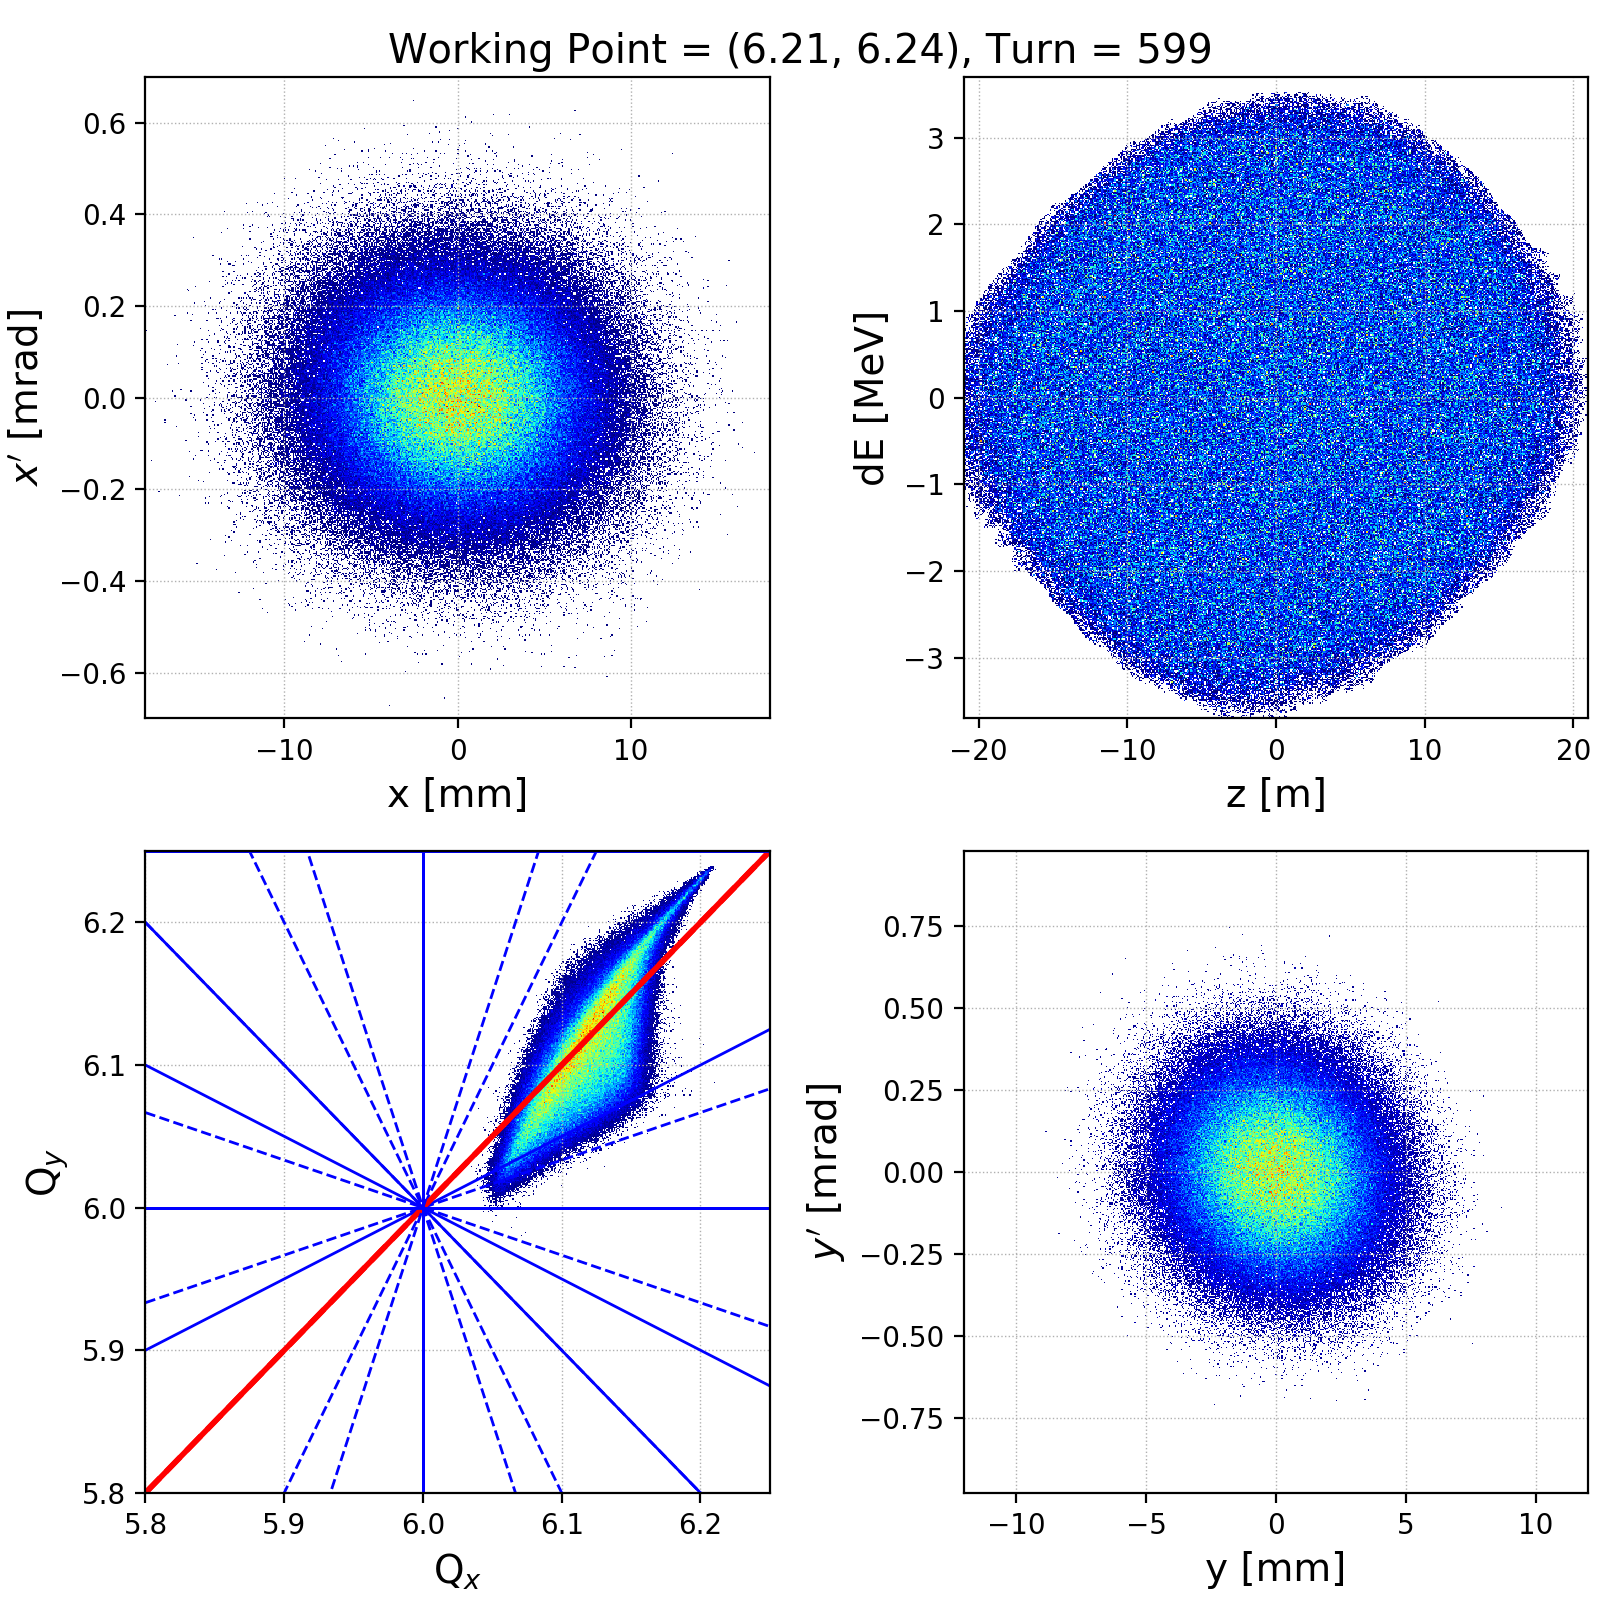 Working Point = (6.21, 6.24), Turn = 599
0.6
0.4
0.2
0.0
−0.2
−0.4
−0.6
x′ [mrad]
−10 0 10
x [mm]
3
2
1
0
−1
−2
−3
dE [MeV]
−20 −10 0 10 20
z [m]
6.2
6.1
6.0
5.9
5.8
Qy
5.8 5.9 6.0 6.1 6.2
Qx
0.75
0.50
0.25
0.00
−0.25
−0.50
−0.75
y′ [mrad]
−10 −5 0 5 10
y [mm]